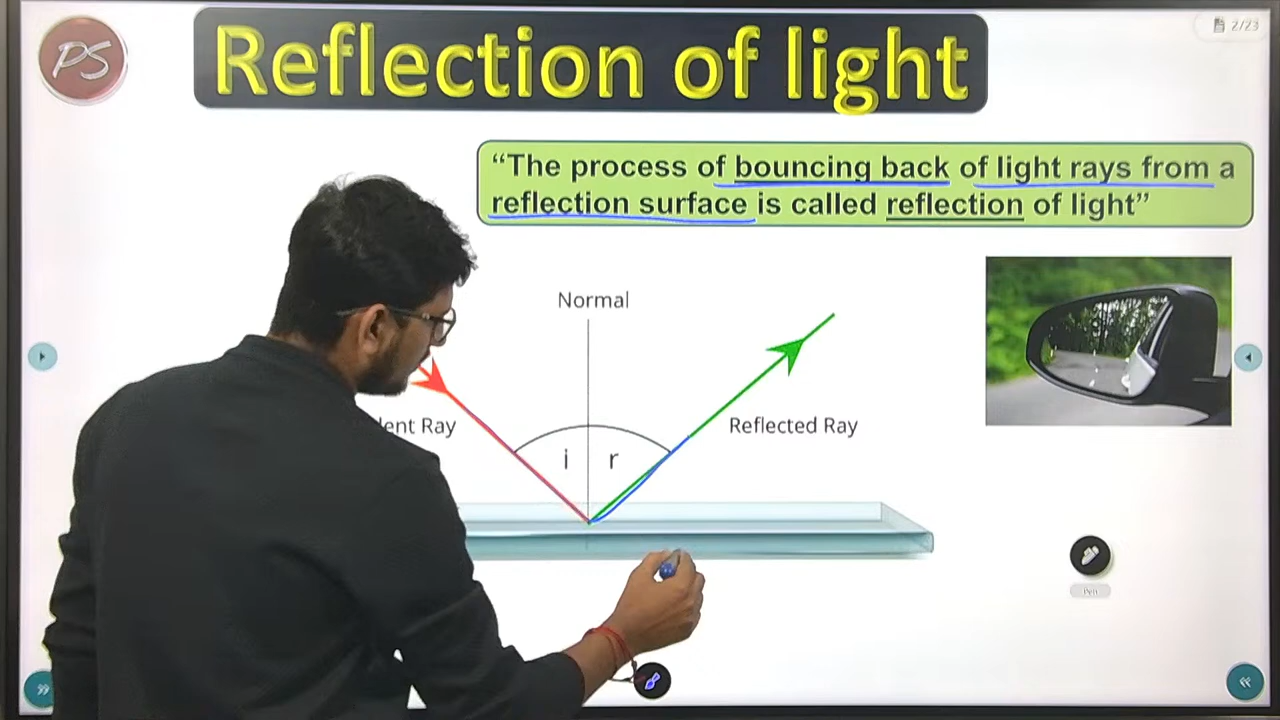 PS
Reflection of light
2/23
“The process of bouncing back of light rays from a
reflection surface is called reflection of light”
Normal
Ray
Reflected Ray
i
r
Pen